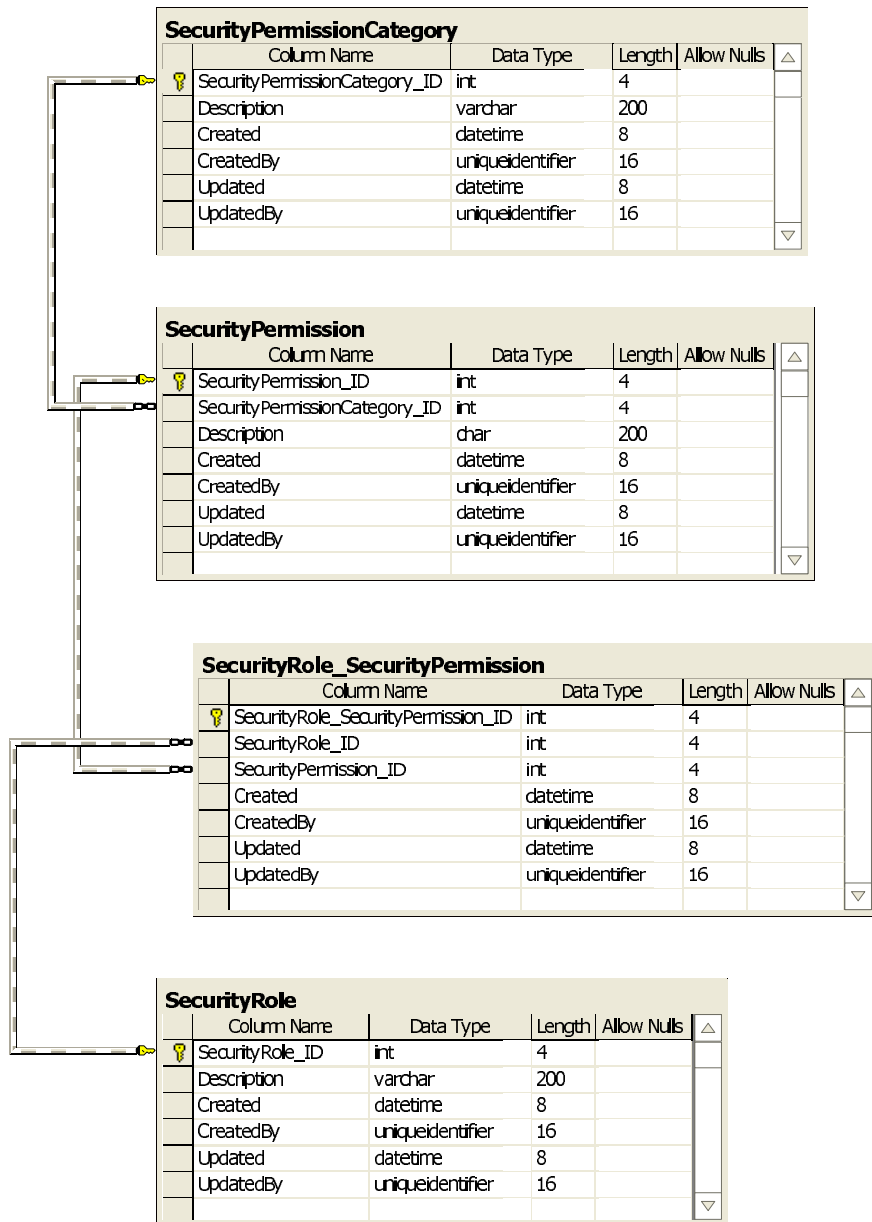 SecurityPermissionCategory
Column Name Data Type Length Allow Nulls
SecurityPermissionCategory_ID int 4
Description varchar 200
Created datetime 8
CreatedBy uniqueidentifier 16
Updated datetime 8
UpdatedBy uniqueidentifier 16
SecurityPermission
Column Name Data Type Length Allow Nulls
SecurityPermission_ID int 4
SecurityPermissionCategory_ID int 4
Description char 200
Created datetime 8
CreatedBy uniqueidentifier 16
Updated datetime 8
UpdatedBy uniqueidentifier 16
SecurityRole_SecurityPermission
Column Name Data Type Length Allow Nulls
SecurityRole_SecurityPermission_ID int 4
SecurityRole_ID int 4
SecurityPermission_ID int 4
Created datetime 8
CreatedBy uniqueidentifier 16
Updated datetime 8
UpdatedBy uniqueidentifier 16
SecurityRole
Column Name Data Type Length Allow Nulls
SecurityRole_ID int 4
Description varchar 200
Created datetime 8
CreatedBy uniqueidentifier 16
Updated datetime 8
UpdatedBy uniqueidentifier 16